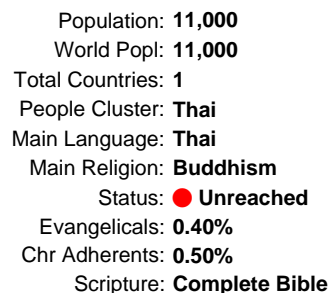 Population: 11,000
World Popl: 11,000
Total Countries: 1
People Cluster: Thai
Main Language: Thai
Main Religion: Buddhism
Status: Unreached
Evangelicals: 0.40%
Chr Adherents: 0.50%
Scripture: Complete Bible